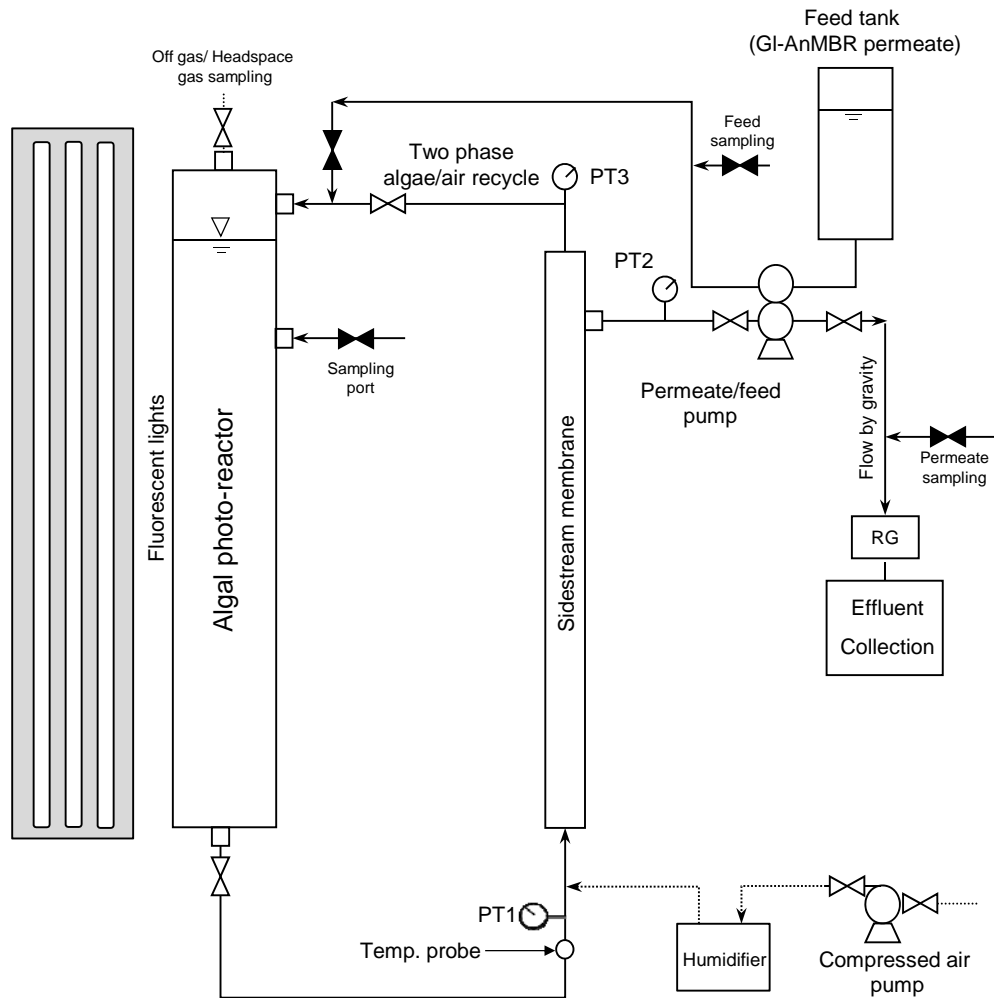 Feed tank
(Gl-AnMBR permeate)
Off gas/ Headspace
gas sampling
Feed
sampling
Two phase
algae/air recycle
PT3
PT2
Sampling
port
Permeate/feed
pump
Flow by gravity
Permeate
sampling
Fluorescent lights
Algal photo-reactor
Sidestream membrane
RG
Effluent
Collection
PT1
Temp. probe
Humidifier
Compressed air
pump